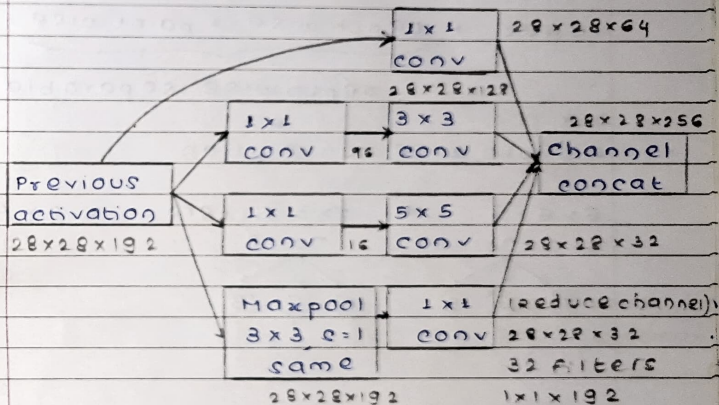 1 x 1
conv
28 x 28 x 64
28 x 28 x 128
1 x 1
conv
96
3 x 3
conv
28 x 28 x 256
channel
concat
Previous
activation
28 x 28 x 192
1 x 1
conv
16
5 x 5
conv
28 x 28 x 32
Maxpool
3 x 3, s=1
same
28 x 28 x 192
1 x 1
conv
(reduce channel)
28 x 28 x 32
32 filters
1 x 1 x 192